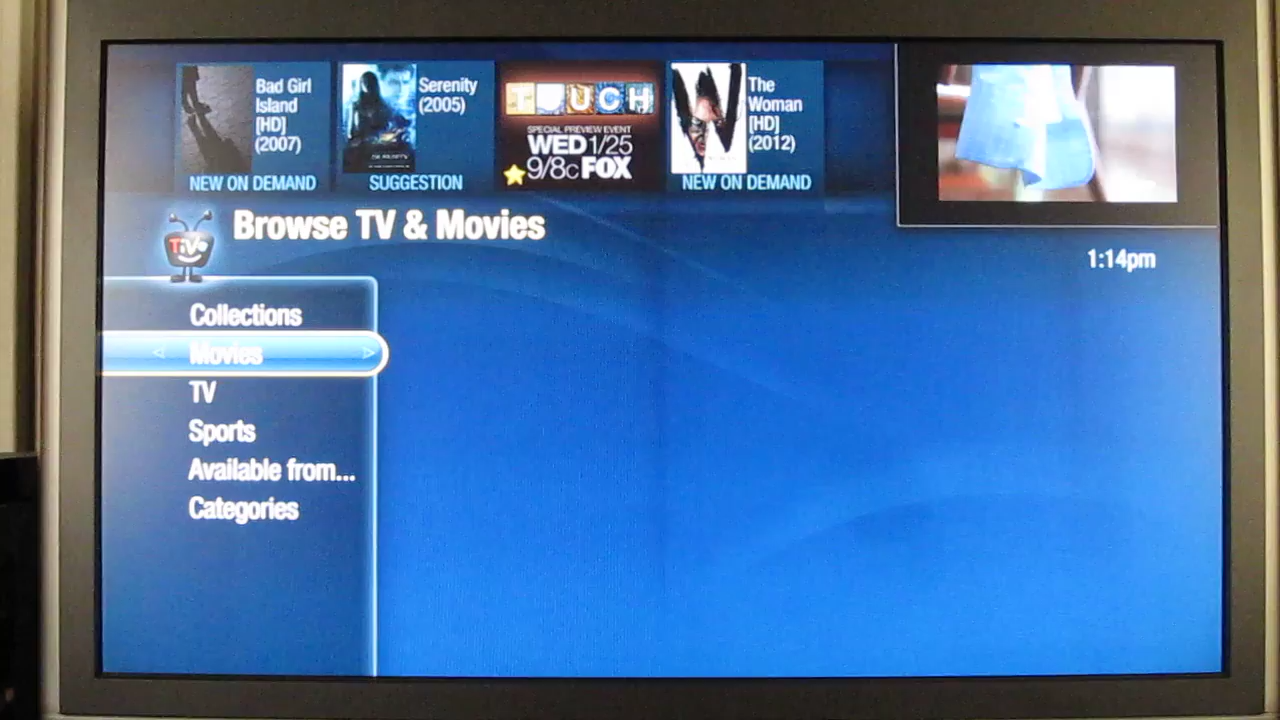 Bad Girl
Island
[HD]
(2007)
NEW ON DEMAND
Serenity
(2005)
SUGGESTION
TOUCH
SPECIAL PREVIEW EVENT
WED 1/25
9/8c FOX
The
Woman
[HD]
(2012)
NEW ON DEMAND
TiVo
Browse TV & Movies
1:14pm
Collections
Movies
TV
Sports
Available from...
Categories